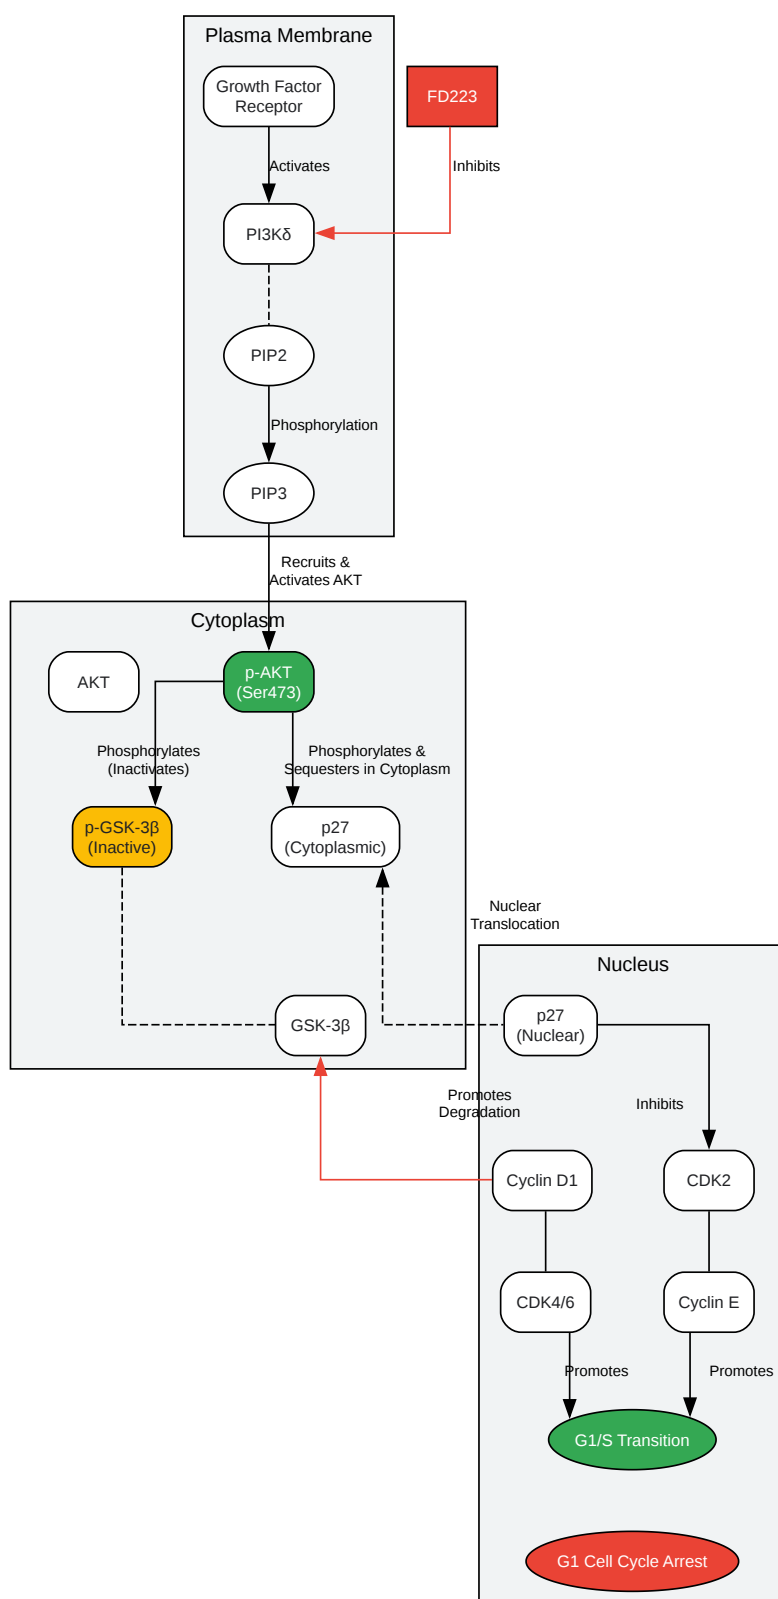 Plasma Membrane
Growth Factor
Receptor
FD223
Activates
Inhibits
PI3Kδ
PIP2
Phosphorylation
PIP3
Recruits &
Activates AKT
Cytoplasm
AKT
p-AKT
(Ser473)
Phosphorylates
(Inactivates)
Phosphorylates &
Sequesters in Cytoplasm
p-GSK-3β
(Inactive)
p27
(Cytoplasmic)
Nuclear
Translocation
Nucleus
GSK-3β
p27
(Nuclear)
Promotes
Degradation
Inhibits
Cyclin D1
CDK2
CDK4/6
Cyclin E
Promotes
Promotes
G1/S Transition
G1 Cell Cycle Arrest